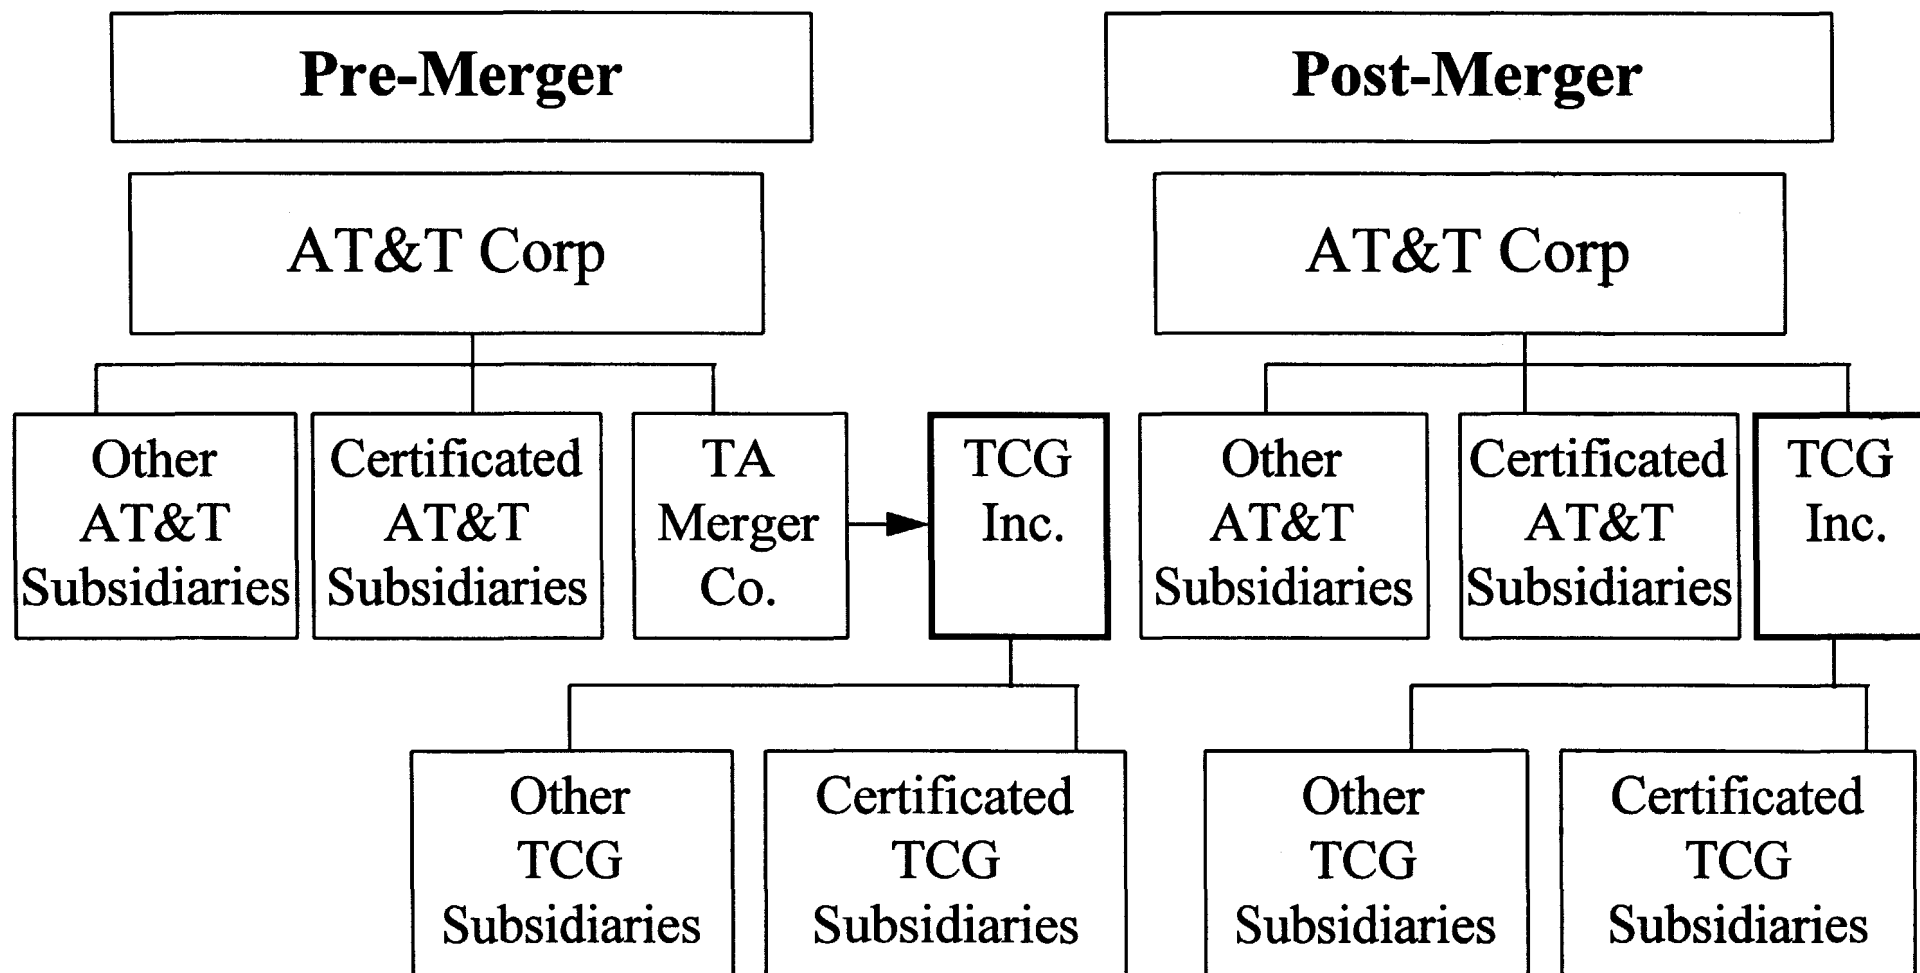 Pre-Merger
AT&T Corp
Other
AT&T
Subsidiaries
Certificated
AT&T
Subsidiaries
TA
Merger
Co.
TCG
Inc.
Other
TCG
Subsidiaries
Certificated
TCG
Subsidiaries
Post-Merger
AT&T Corp
Other
AT&T
Subsidiaries
Certificated
AT&T
Subsidiaries
TCG
Inc.
Other
TCG
Subsidiaries
Certificated
TCG
Subsidiaries